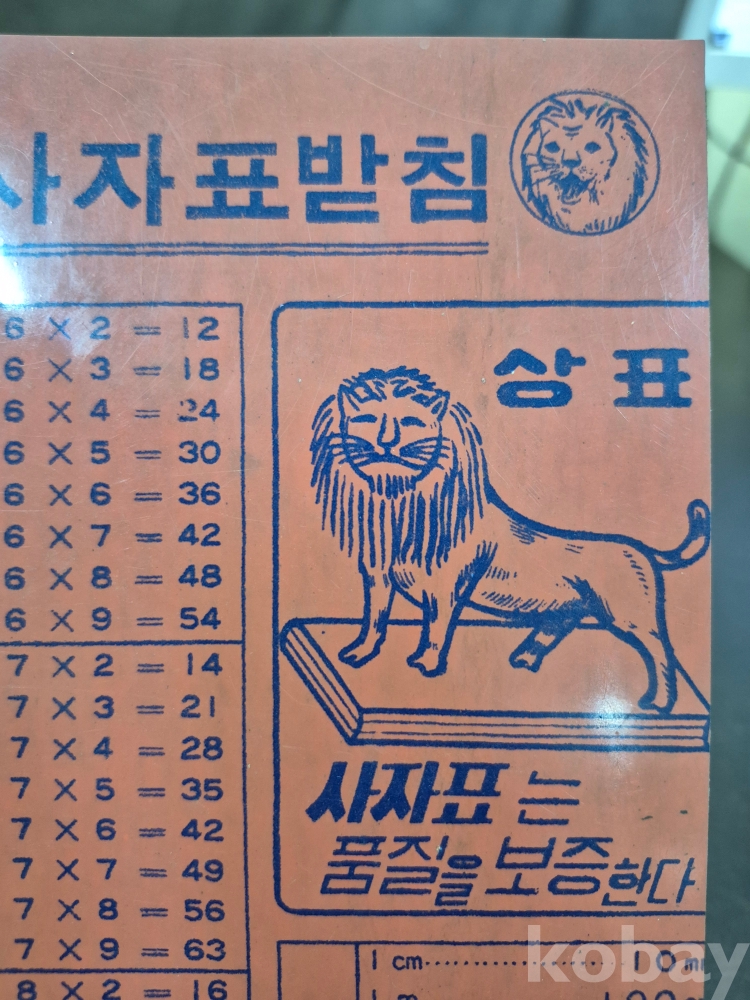 사자표받침
6 × 2 = 12
6 × 3 = 18
6 × 4 = 24
6 × 5 = 30
6 × 6 = 36
6 × 7 = 42
6 × 8 = 48
6 × 9 = 54
7 × 2 = 14
7 × 3 = 21
7 × 4 = 28
7 × 5 = 35
7 × 6 = 42
7 × 7 = 49
7 × 8 = 56
7 × 9 = 63
8 × 2 = 16
상표
사자표는
품질을 보증한다
1 cm····················10 m
1 m
kobay